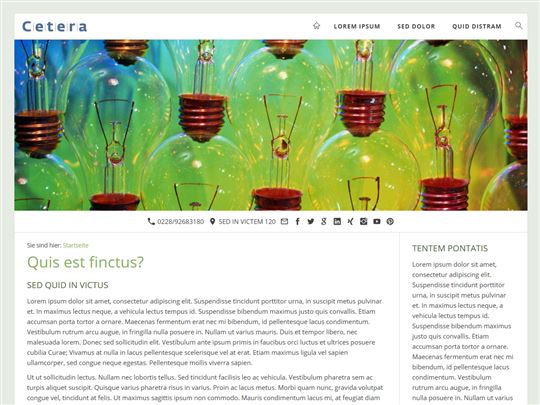 Cetera
LOREM IPSUM SED DOLOR QUID DISTRAM
0228/92683180 SED IN VICTEM 120
Sie sind hier: Startseite
Quis est finctus?
SED QUID IN VICTUS
Lorem ipsum dolor sit amet, consectetur adipiscing elit. Suspendisse tincidunt porttitor urna, in suscipit metus pulvinar
et. In maximus lectus neque, a vehicula lectus tempus non. Suspendisse bibendum maximus justo quis convallis. Etiam
accumsan porta tortor a ornare. Maecenas fermentum erat nec mi bibendum, id pellentesque lacus condimentum.
Vestibulum rutrum arcu augue, in fringilla nulla posuere in. Nullam ut varius mauris. Duis et tempor libero, nec
malesuada lorem. Donec sed sollicitudin elit. Vestibulum ante ipsum primis in faucibus orci luctus et ultrices posuere
cubilia Curae; Vivamus at nulla in lacus pellentesque scelerisque vel at erat. Etiam maximus ligula vel sapien
ullamcorper, sed congue neque egestas. Pellentesque mollis viverra sapien.
Ut ut sollicitudin lectus. Nullam nec lobortis tellus. Sed tincidunt facilisis leo ac vehicula. Vestibulum pharetra sem ac
turpis aliquet suscipit. Quisque varius pharetra risus in varius. Proin ac lacus metus. Morbi quam nunc, gravida volutpat
congue vel, tincidunt at orci. Ut maximus sagittis ipsum non commodo. Mauris condimentum mi at, at feugiat diam
TENTEM PONTATIS
Lorem ipsum dolor sit amet,
consectetur adipiscing elit.
Suspendisse tincidunt
porttitor urna, in suscipit
metus pulvinar et. In
maximus lectus neque, a
vehicula lectus tempus non.
Suspendisse bibendum
maximus justo quis
convallis. Etiam accumsan
porta tortor a ornare.
Maecenas fermentum erat
nec mi bibendum, id
pellentesque lacus
condimentum. Vestibulum
rutrum arcu augue, in
fringilla nulla posuere in.
Nullam ut varius mauris